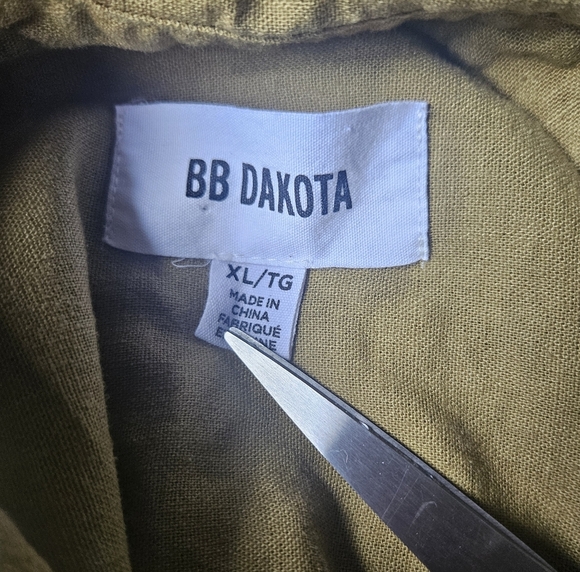 BB DAKOTA
XL/TG
MADE IN
CHINA
FABRIQUÉ